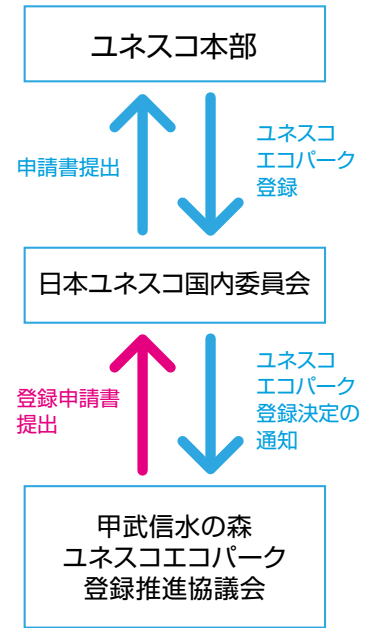 ユネスコ本部
申請書提出
ユネスコ
エコパーク
登録
日本ユネスコ国内委員会
登録申請書
提出
ユネスコ
エコパーク
登録決定の
通知
甲武信水の森
ユネスコエコパーク
登録推進協議会